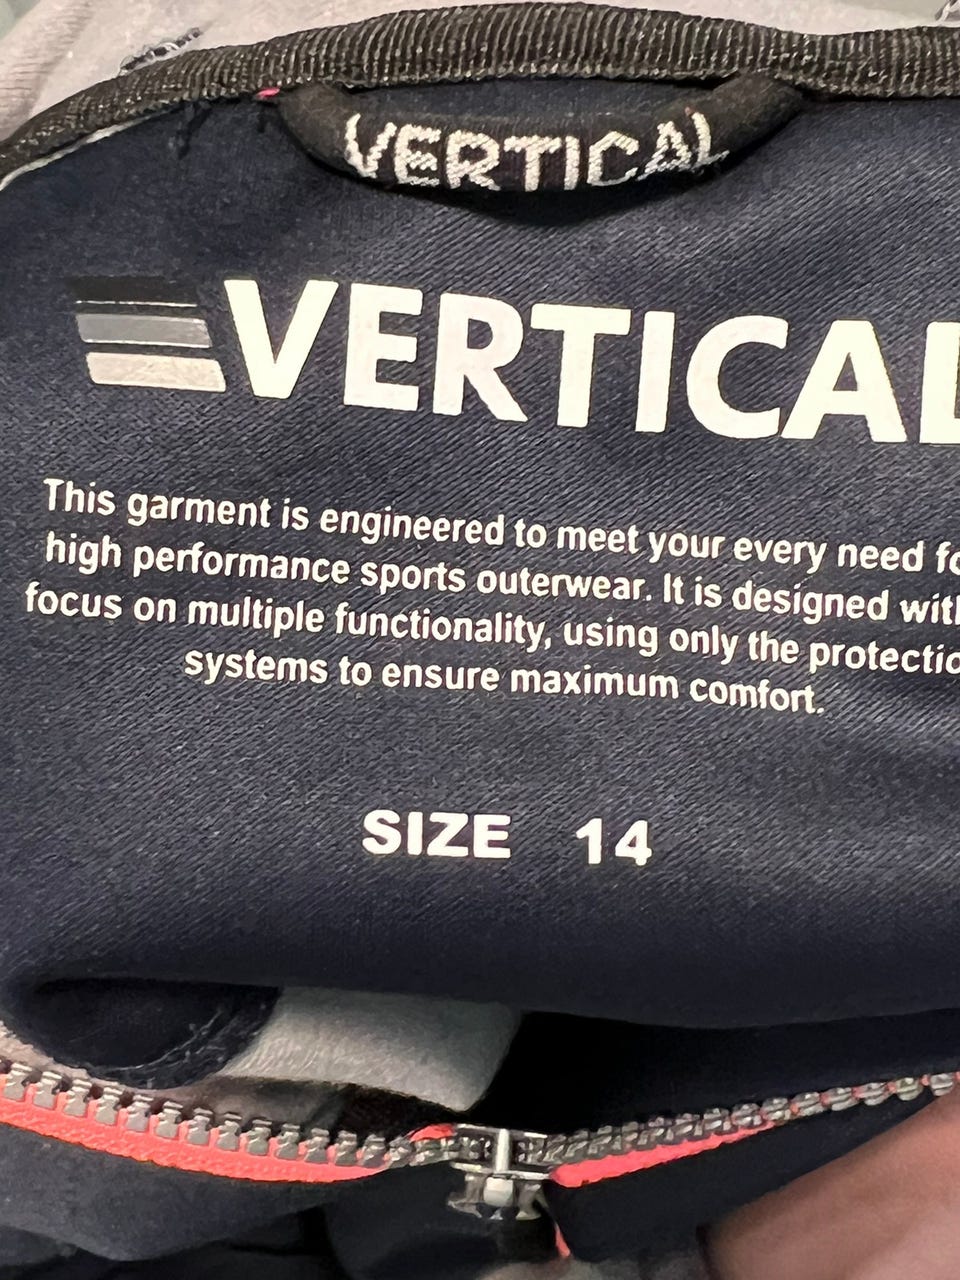 VERTICAL
VERTICAL
This garment is engineered to meet your every need
high performance sports outerwear. It is designed
focus on multiple functionality, using only the
systems to ensure maximum comfort.
SIZE 14